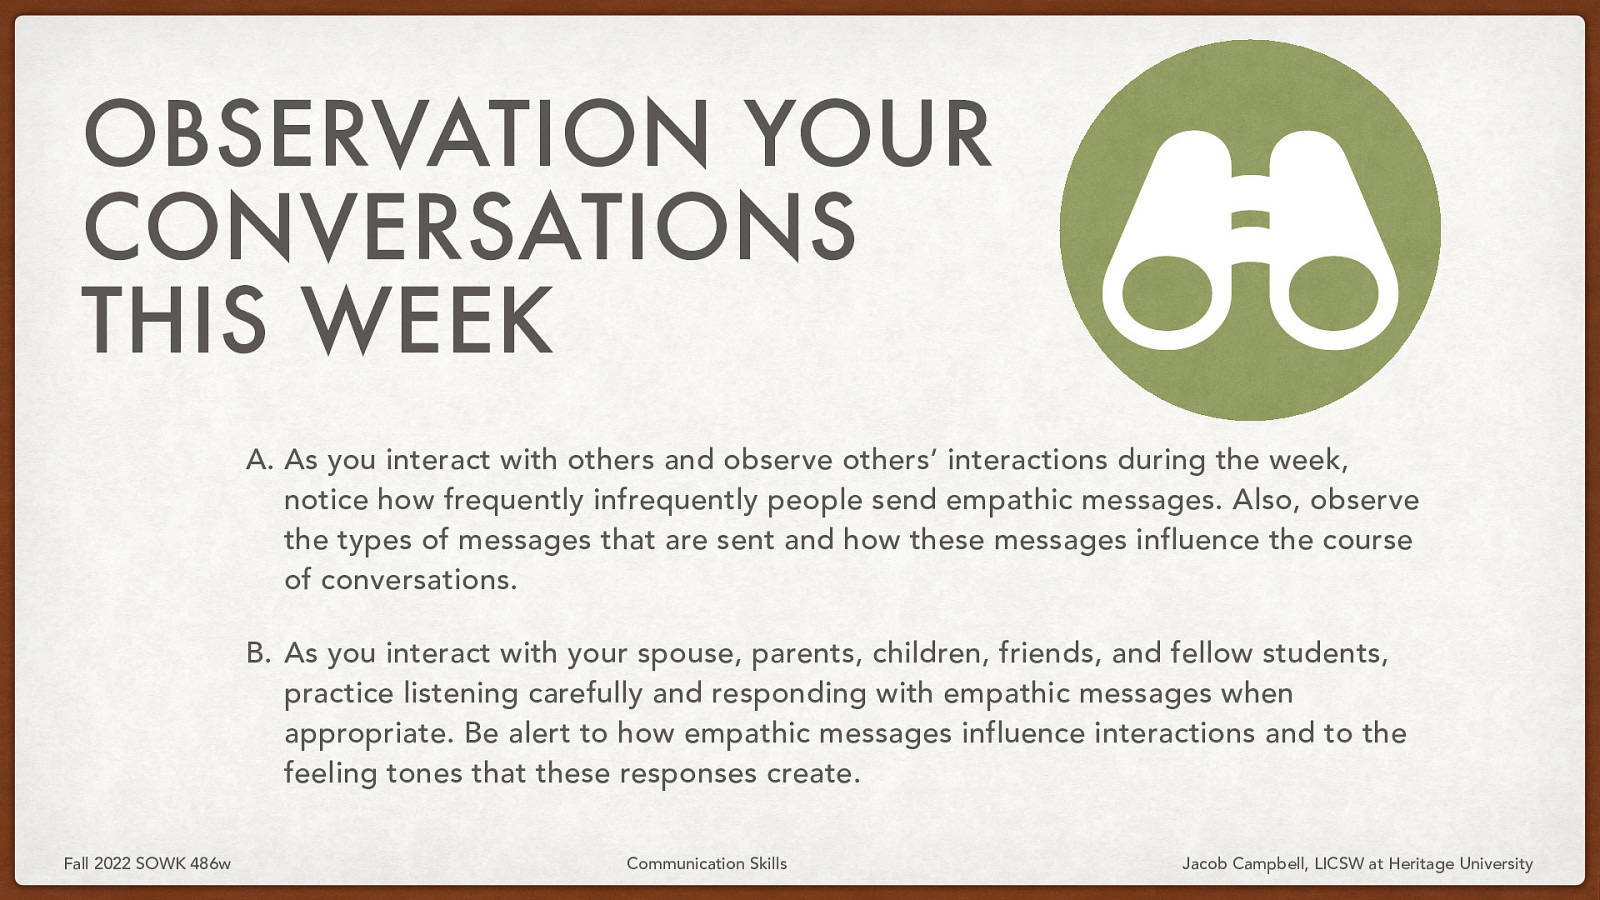 OBSERVATION YOUR
CONVERSATIONS
THIS WEEK
A. As you interact with others and observe others’ interactions during the week,
notice how frequently infrequently people send empathic messages. Also, observe
the types of messages that are sent and how these messages influence the course
of conversations.
B. As you interact with your spouse, parents, children, friends, and fellow students,
practice listening carefully and responding with empathic messages when
appropriate. Be alert to how empathic messages influence interactions and to the
feeling tones that these responses create.
Fall 2022 SOWK 486w
Communication Skills
Jacob Campbell, LICSW at Heritage University